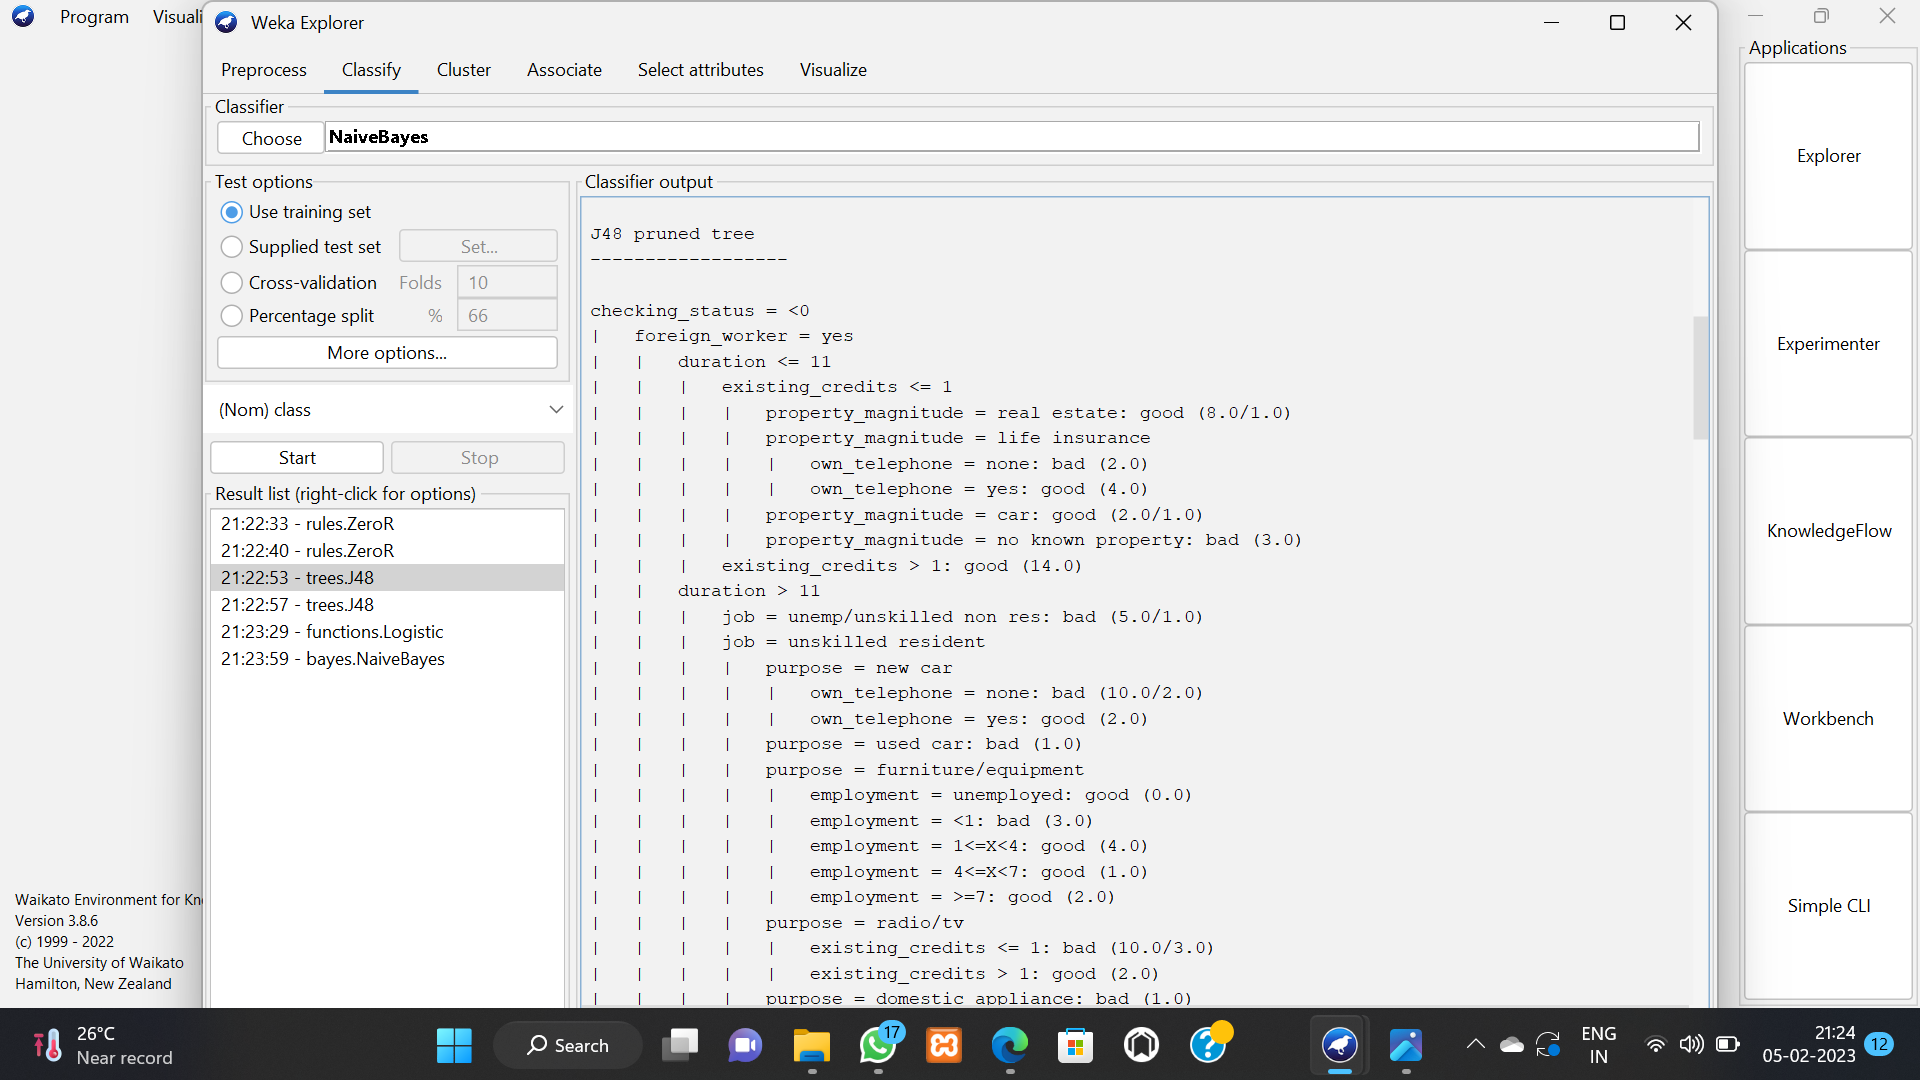 Program Visuali
Weka Explorer
Applications
Preprocess Classify Cluster Associate Select attributes Visualize
Classifier
Choose NaiveBayes
Test options
Use training set
Supplied test set Set...
Cross-validation Folds 10
Percentage split % 66
More options...
(Nom) class
Start Stop
Result list (right-click for options)
21:22:33 - rules.ZeroR
21:22:40 - rules.ZeroR
21:22:53 - trees.J48
21:22:57 - trees.J48
21:23:29 - functions.Logistic
21:23:59 - bayes.NaiveBayes
Classifier output
J48 pruned tree
------------------
checking_status = <0
|   foreign_worker = yes
|   |   duration <= 11
|   |   |   existing_credits <= 1
|   |   |   |   property_magnitude = real estate: good (8.0/1.0)
|   |   |   |   property_magnitude = life insurance
|   |   |   |   |   own_telephone = none: bad (2.0)
|   |   |   |   |   own_telephone = yes: good (4.0)
|   |   |   |   property_magnitude = car: good (2.0/1.0)
|   |   |   |   property_magnitude = no known property: bad (3.0)
|   |   |   existing_credits > 1: good (14.0)
|   |   duration > 11
|   |   |   job = unemp/unskilled non res: bad (5.0/1.0)
|   |   |   job = unskilled resident
|   |   |   |   purpose = new car
|   |   |   |   |   own_telephone = none: bad (10.0/2.0)
|   |   |   |   |   own_telephone = yes: good (2.0)
|   |   |   |   purpose = used car: bad (1.0)
|   |   |   |   purpose = furniture/equipment
|   |   |   |   |   employment = unemployed: good (0.0)
|   |   |   |   |   employment = <1: bad (3.0)
|   |   |   |   |   employment = 1<=X<4: good (4.0)
|   |   |   |   |   employment = 4<=X<7: good (1.0)
|   |   |   |   |   employment = >=7: good (2.0)
|   |   |   |   purpose = radio/tv
|   |   |   |   |   existing_credits <= 1: bad (10.0/3.0)
|   |   |   |   |   existing_credits > 1: good (2.0)
|   |   |   |   purpose = domestic appliance: bad (1.0)
Explorer
Experimenter
KnowledgeFlow
Workbench
Simple CLI
Waikato Environment for Kn
Version 3.8.6
(c) 1999 - 2022
The University of Waikato
Hamilton, New Zealand
26°C
Near record
Search
17
ENG
IN
21:24
05-02-2023
12